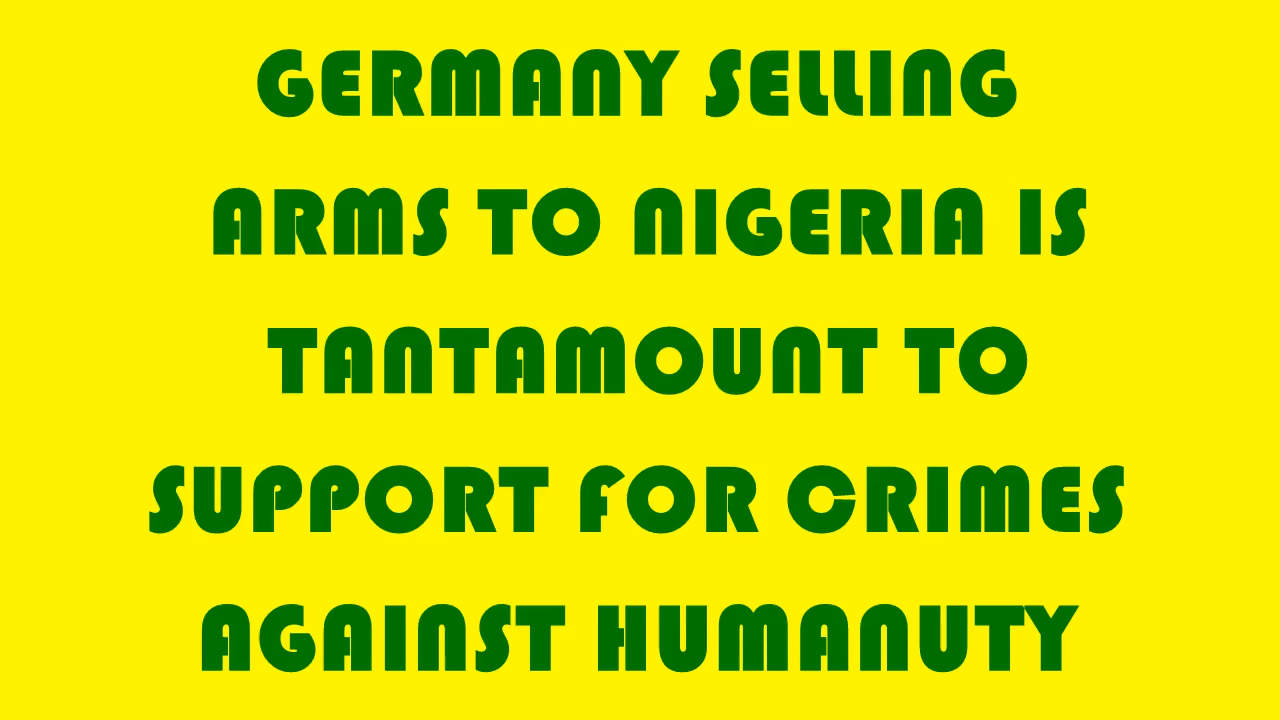 GERMANY SELLING
ARMS TO NIGERIA IS
TANTAMOUNT TO
SUPPORT FOR CRIMES
AGAINST HUMANUTY